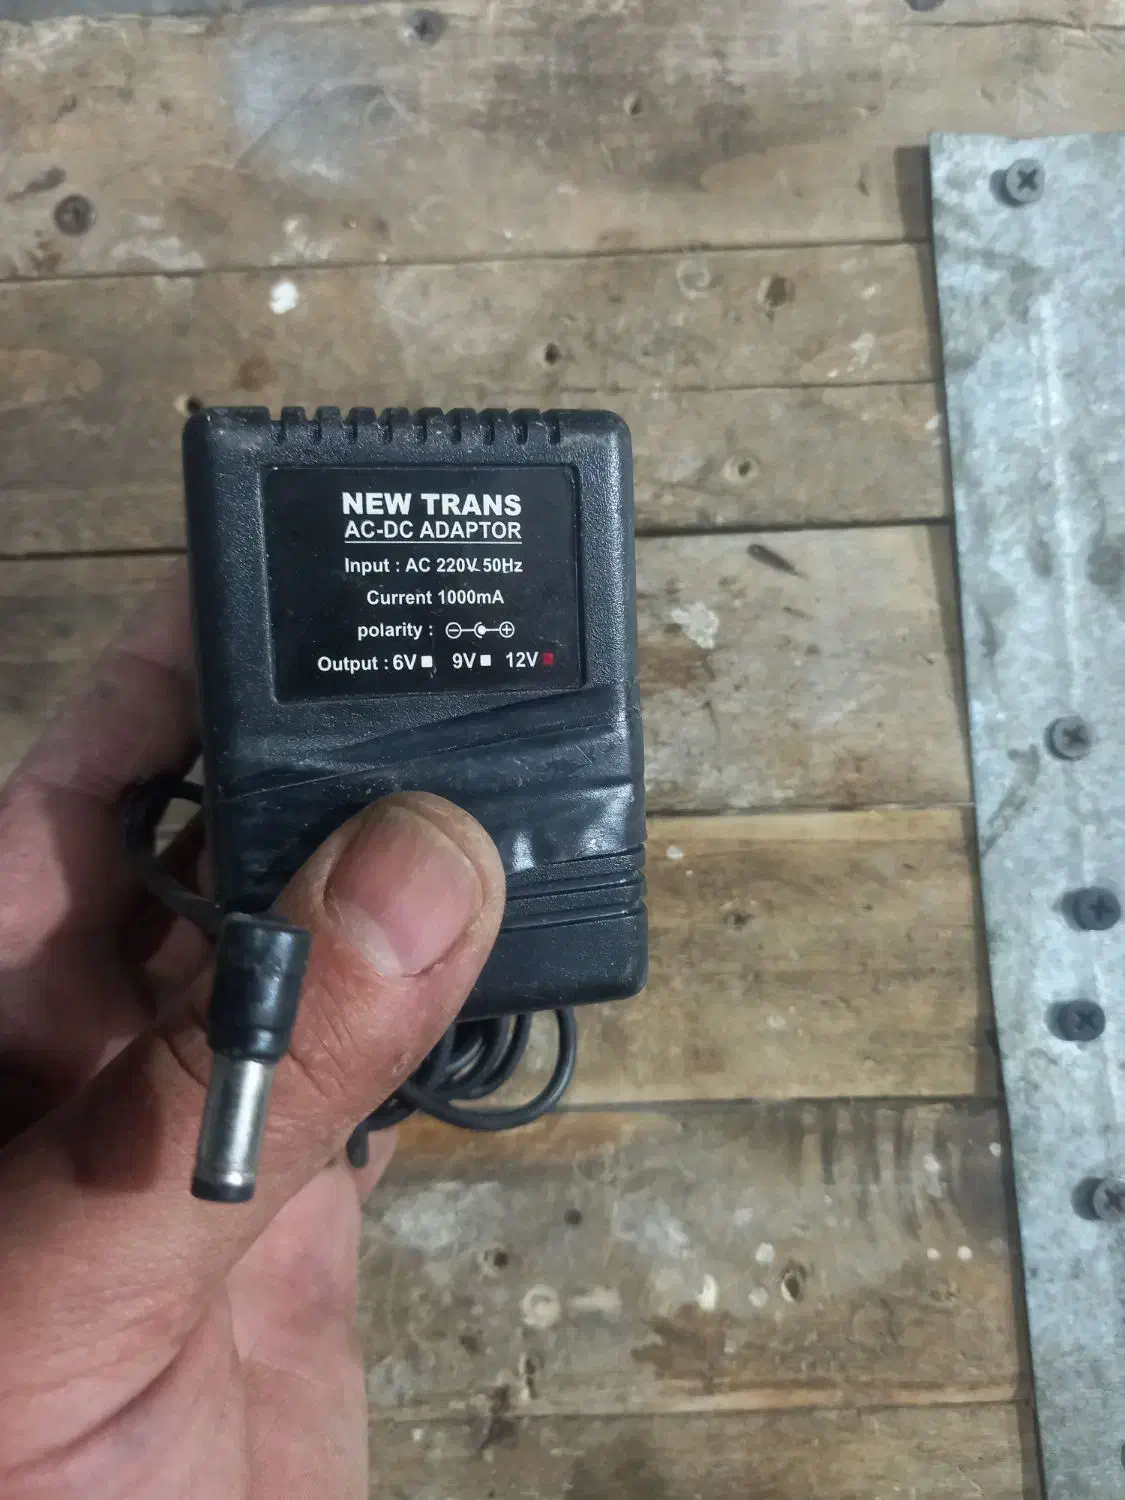 NEW TRANS
AC-DC ADAPTOR
Input : AC 220V 50Hz
Current 1000mA
polarity :
Output : 6V 9V 12V